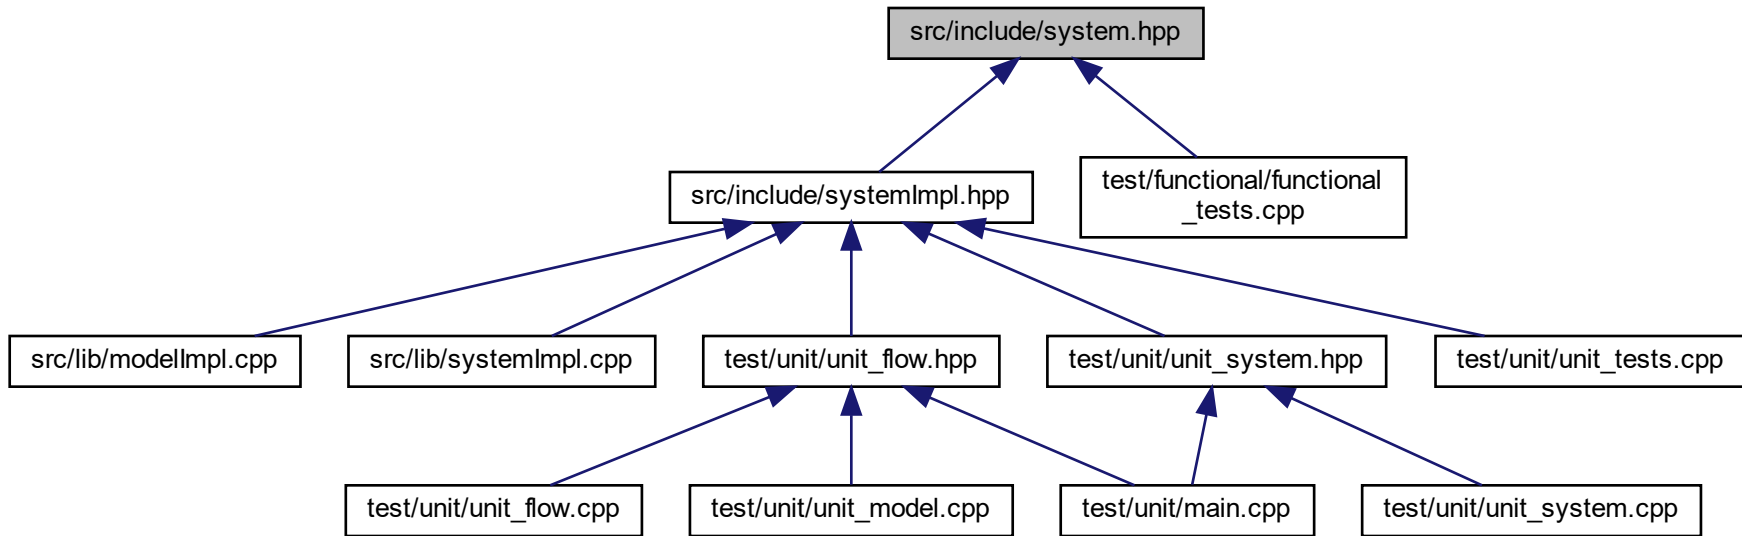 src/include/system.hpp
test/functional/functional
_tests.cpp
src/include/systemImpl.hpp
src/lib/modelImpl.cpp
src/lib/systemImpl.cpp
test/unit/unit_flow.hpp
test/unit/unit_system.hpp
test/unit/unit_tests.cpp
test/unit/unit_flow.cpp
test/unit/unit_model.cpp
test/unit/main.cpp
test/unit/unit_system.cpp